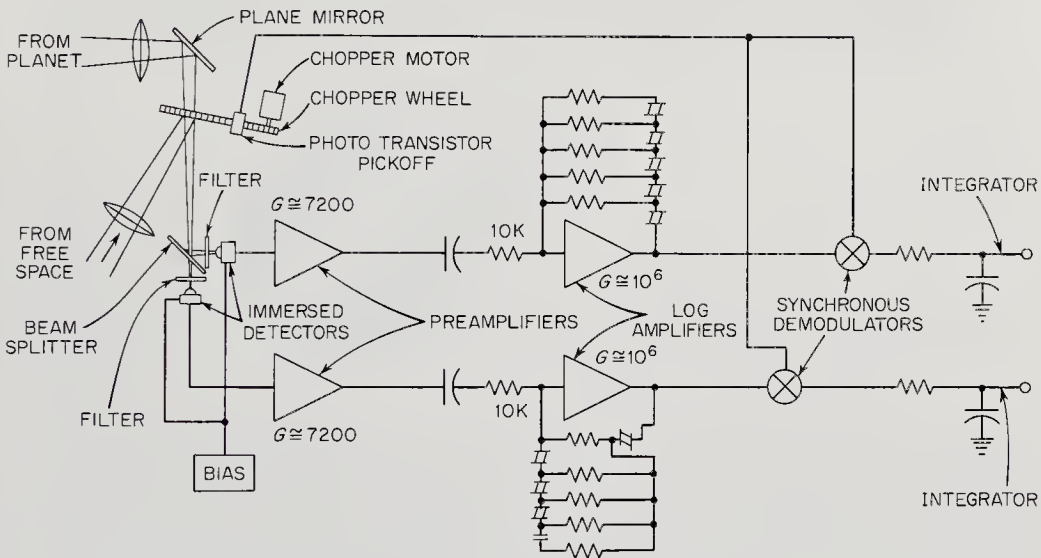 PLANE MIRROR
FROM
PLANET
CHOPPER MOTOR
CHOPPER WHEEL
PHOTO TRANSISTOR
PICKOFF
FILTER
G≅7200
10K
INTEGRATOR
FROM
FREE
SPACE
G≅10⁶
BEAM
SPLITTER
IMMERSED
DETECTORS
PREAMPLIFIERS
LOG
AMPLIFIERS
SYNCHRONOUS
DEMODULATORS
G≅10⁶
FILTER
G≅7200
10K
BIAS
INTEGRATOR